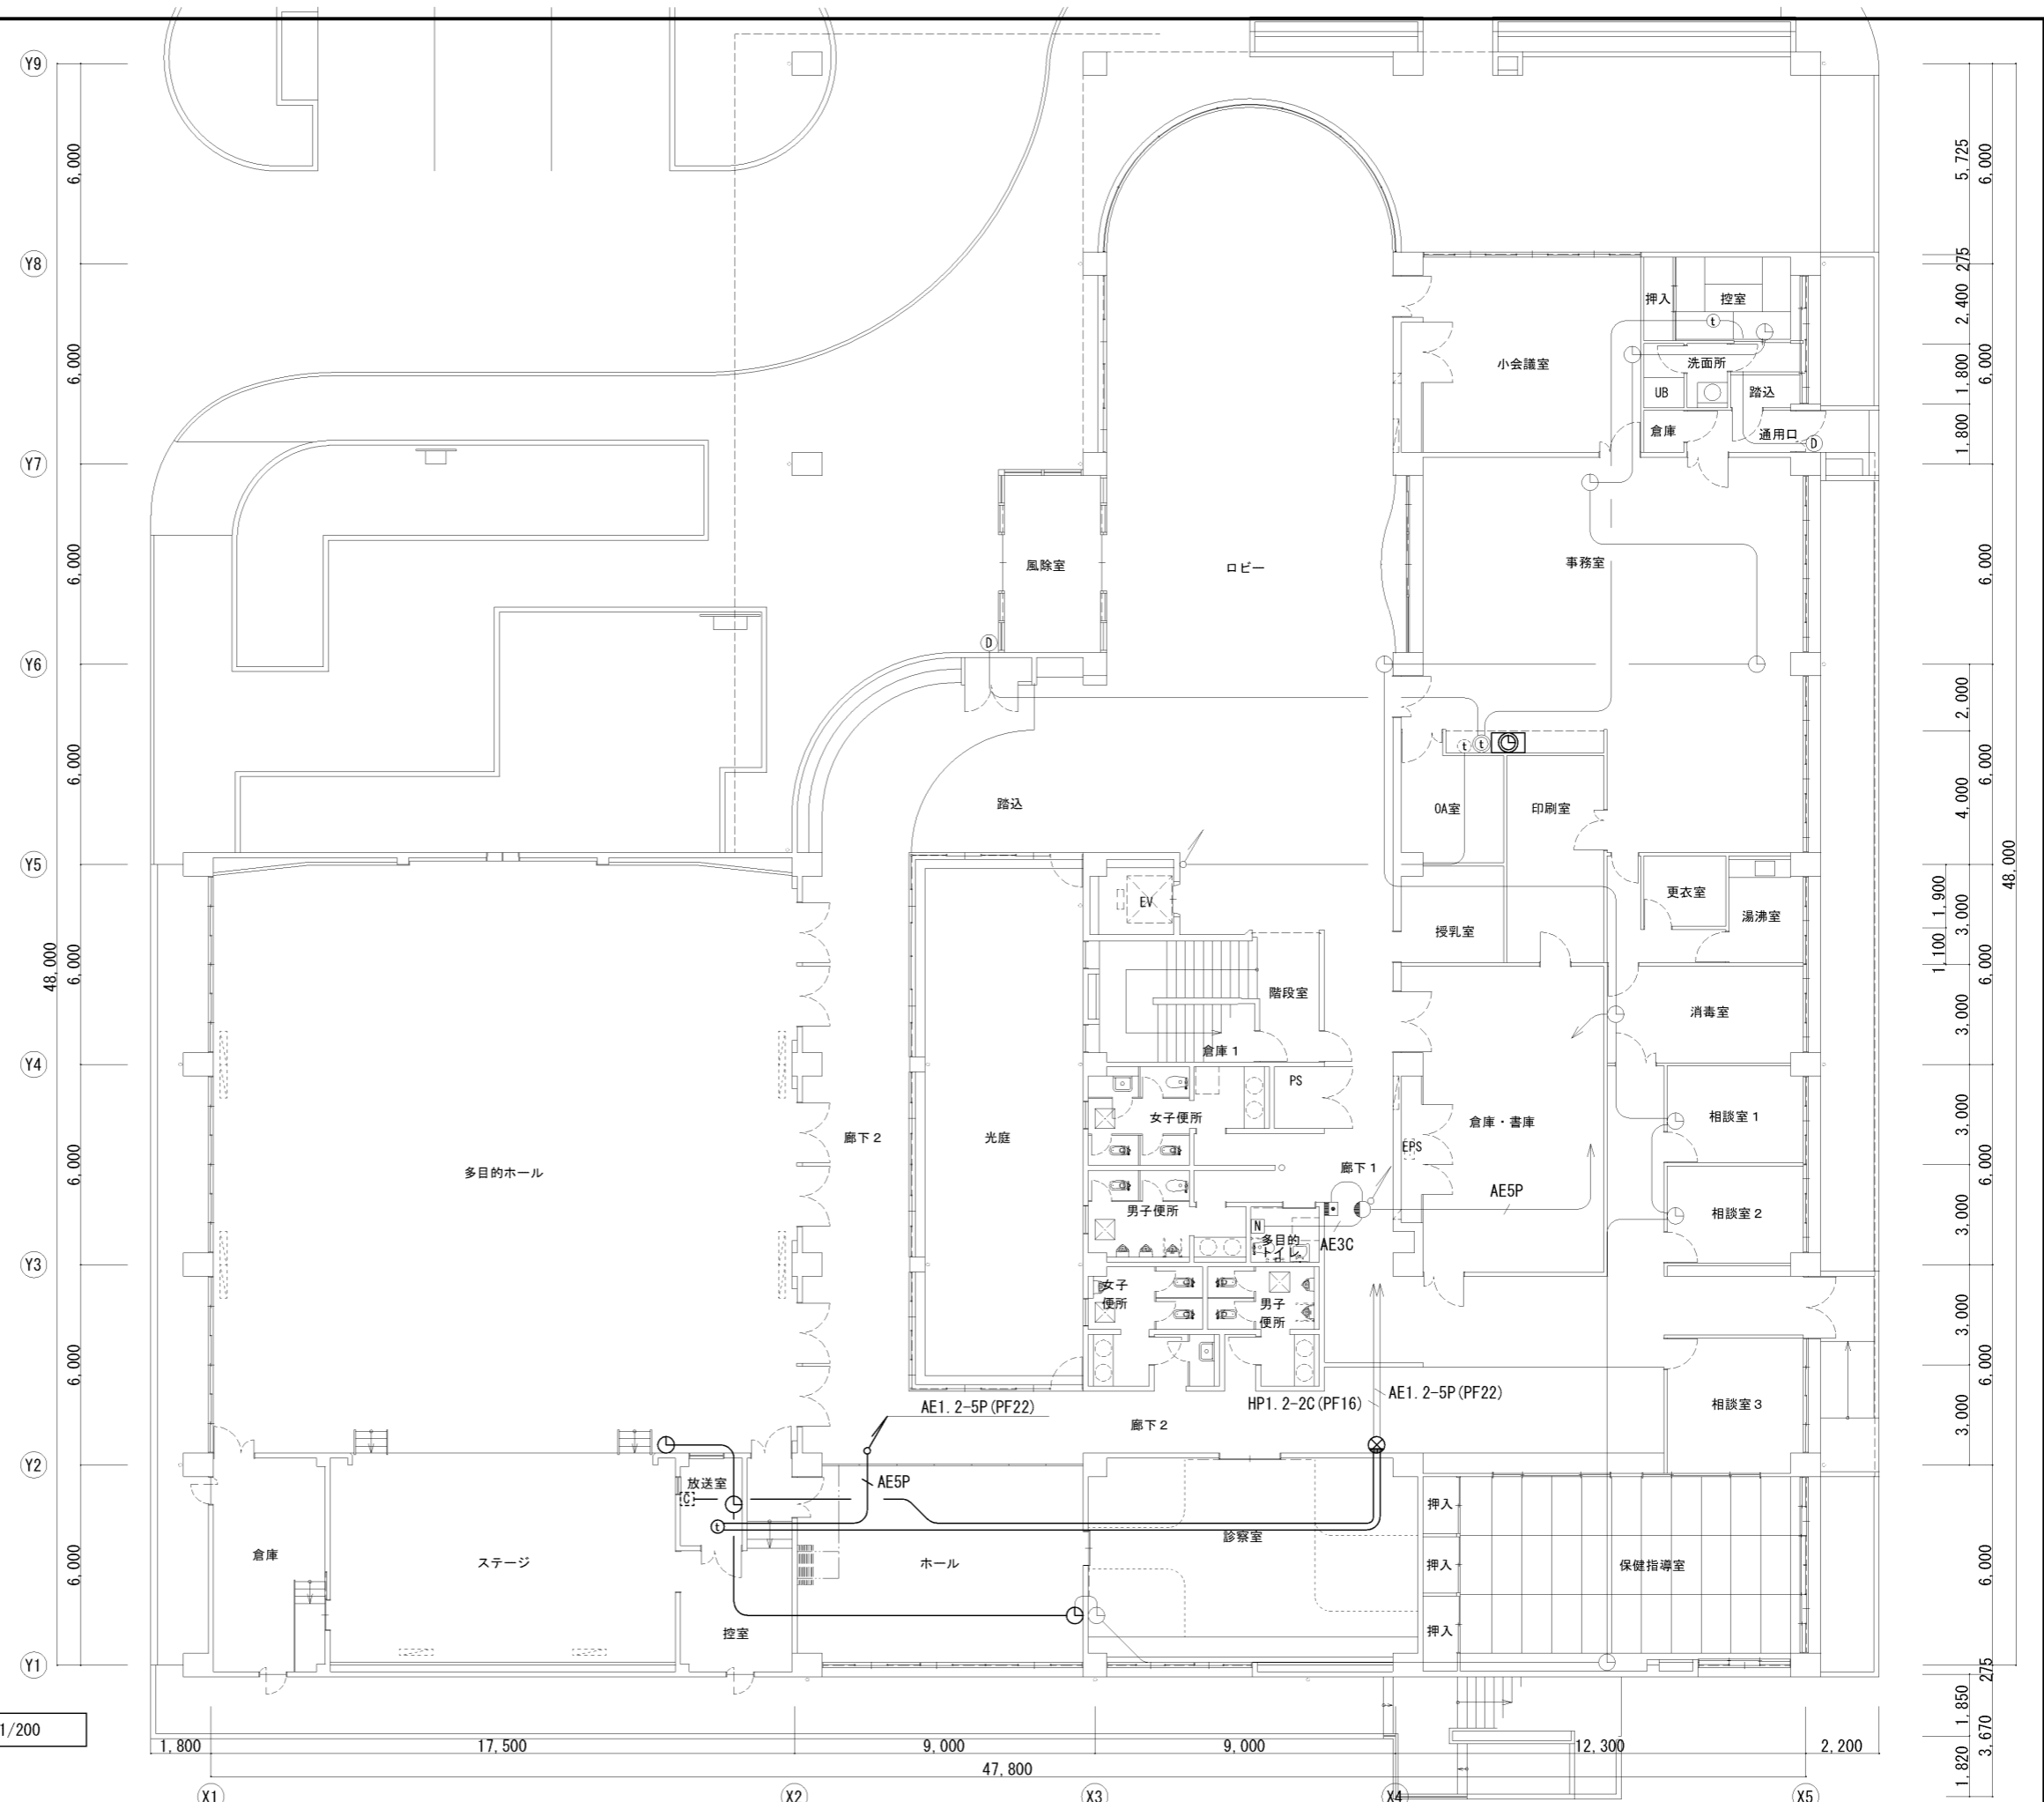 Y9
Y8
Y7
Y6
Y5
Y4
Y3
Y2
Y1
6,000
6,000
6,000
6,000
6,000
6,000
6,000
6,000
48,000
押入
控室
t
小会議室
洗面所
UB
踏込
倉庫
通用口
D
風除室
ロビー
事務室
D
t
t
踏込
OA室
印刷室
EV
更衣室
湯沸室
授乳室
階段室
消毒室
倉庫1
PS
女子便所
相談室1
廊下2
光庭
倉庫・書庫
EPS
多目的ホール
廊下1
AE5P
男子便所
相談室2
N
多目的
トイレ
AE3C
女子
便所
男子
便所
AE1.2-5P(PF22)
HP1.2-2C(PF16)
AE1.2-5P(PF22)
相談室3
廊下2
放送室
C
AE5P
t
押入
診察室
倉庫
ステージ
ホール
押入
保健指導室
控室
押入
5,725
6,000
275
2,400
1,800
6,000
1,800
6,000
2,000
4,000
6,000
48,000
1,900
3,000
1,100
6,000
3,000
3,000
6,000
3,000
3,000
6,000
3,000
6,000
275
1,850
3,670
1,820
1/200
1,800
17,500
9,000
9,000
12,300
2,200
47,800
X1
X2
X3
X4
X5